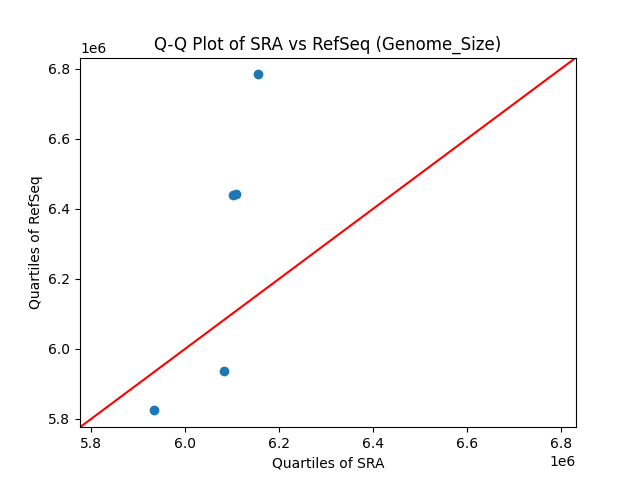 Q-Q Plot of SRA vs RefSeq (Genome_Size)
1e6
6.8
6.6
6.4
6.2
6.0
5.8
Quartiles of RefSeq
5.8 6.0 6.2 6.4 6.6 6.8
1e6
Quartiles of SRA